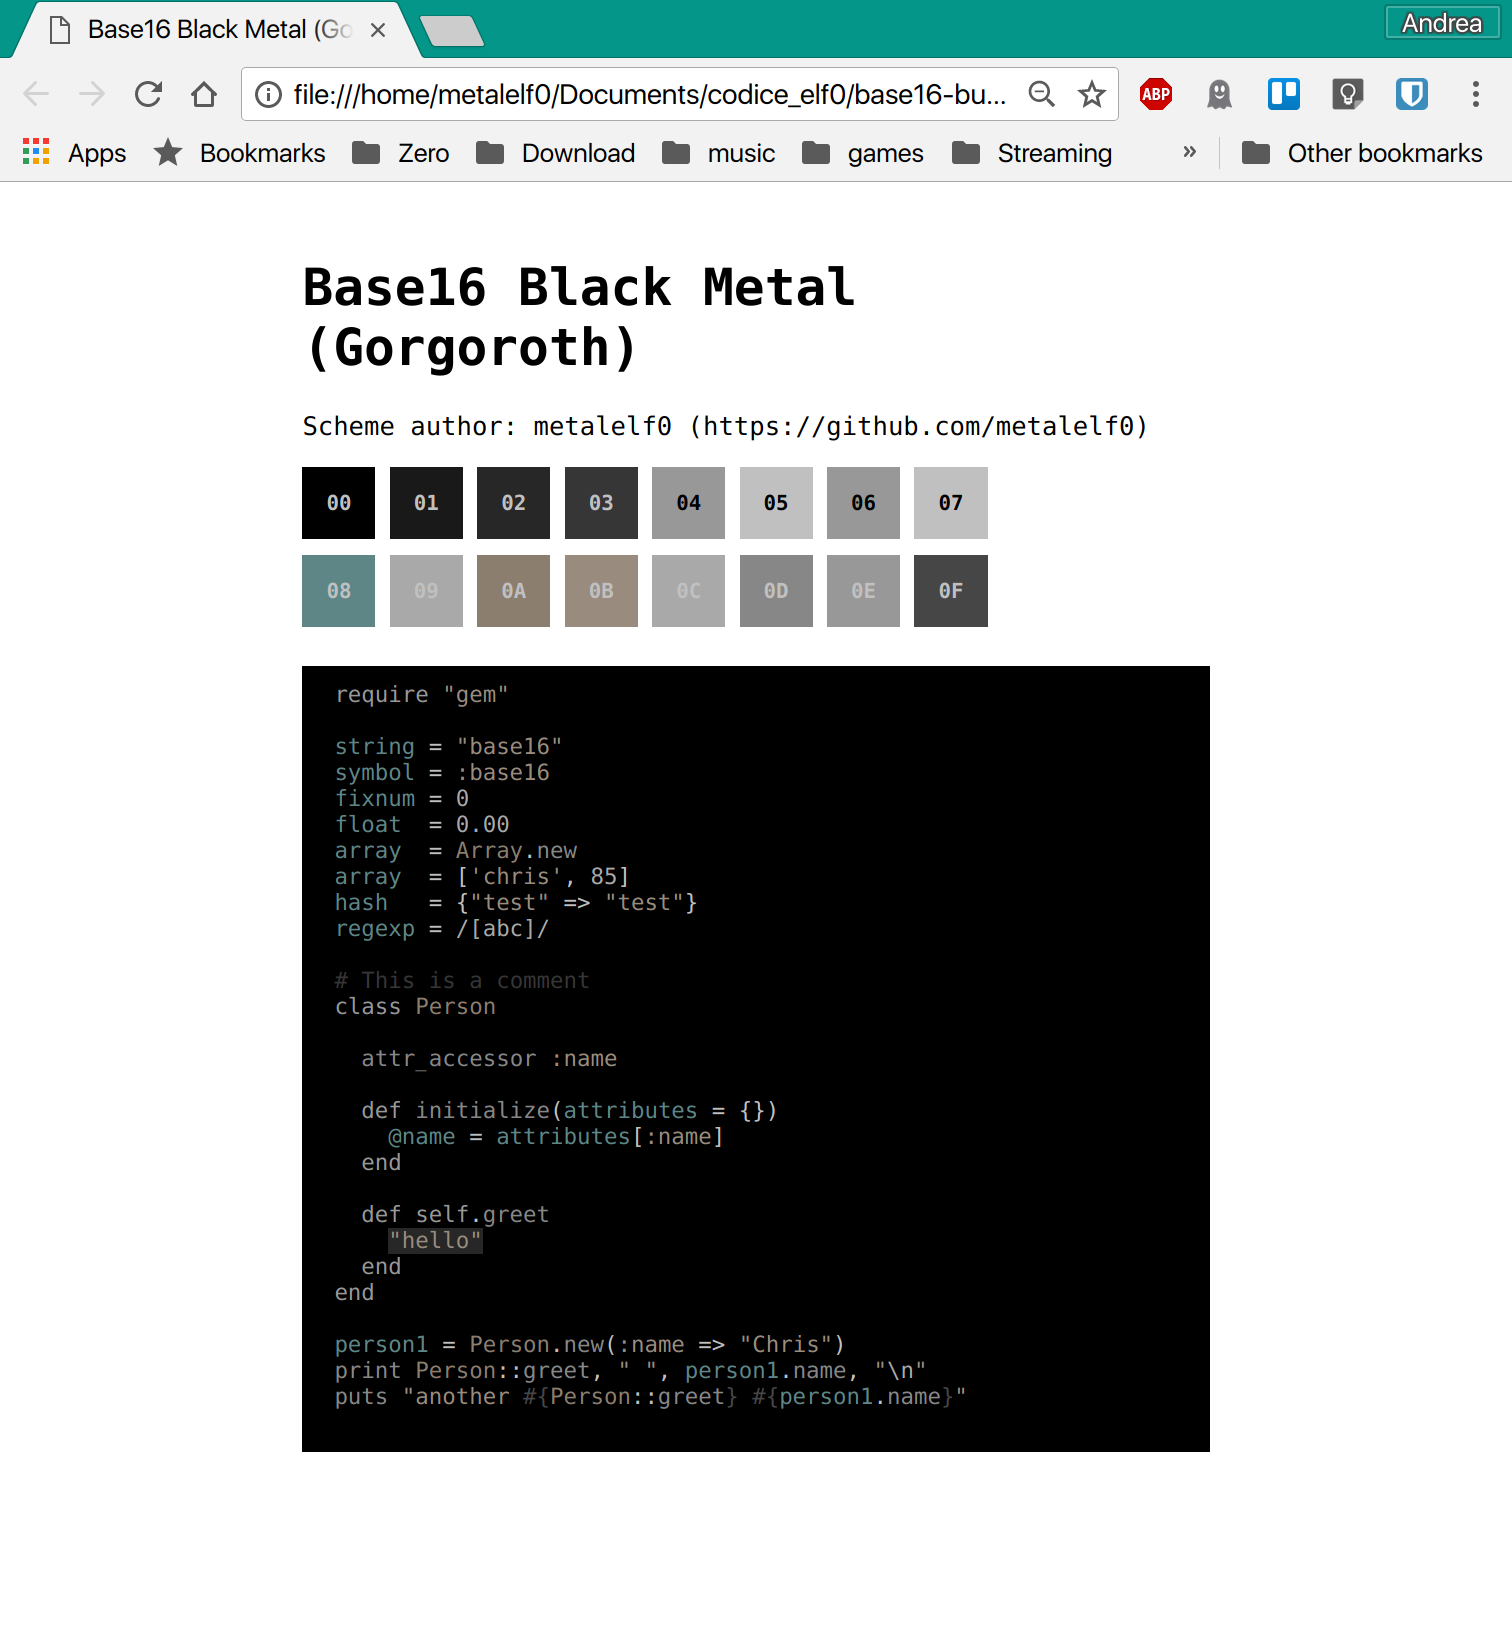 Base16 Black Metal (Go
Andrea
file:///home/metalelf0/Documents/codice_elf0/base16-bu...
ABP
Apps Bookmarks Zero Download music games Streaming » Other bookmarks
Base16 Black Metal
(Gorgoroth)
Scheme author: metalelf0 (https://github.com/metalelf0)
00 01 02 03 04 05 06 07
08 09 0A 0B 0C 0D 0E 0F
require "gem"
string = "base16"
symbol = :base16
fixnum = 0
float  = 0.00
array  = Array.new
array  = ['chris', 85]
hash   = {"test" => "test"}
regexp = /[abc]/
# This is a comment
class Person
  attr_accessor :name
  def initialize(attributes = {})
    @name = attributes[:name]
  end
  def self.greet
    "hello"
  end
end
person1 = Person.new(:name => "Chris")
print Person::greet, " ", person1.name, "\n"
puts "another #{Person::greet} #{person1.name}"